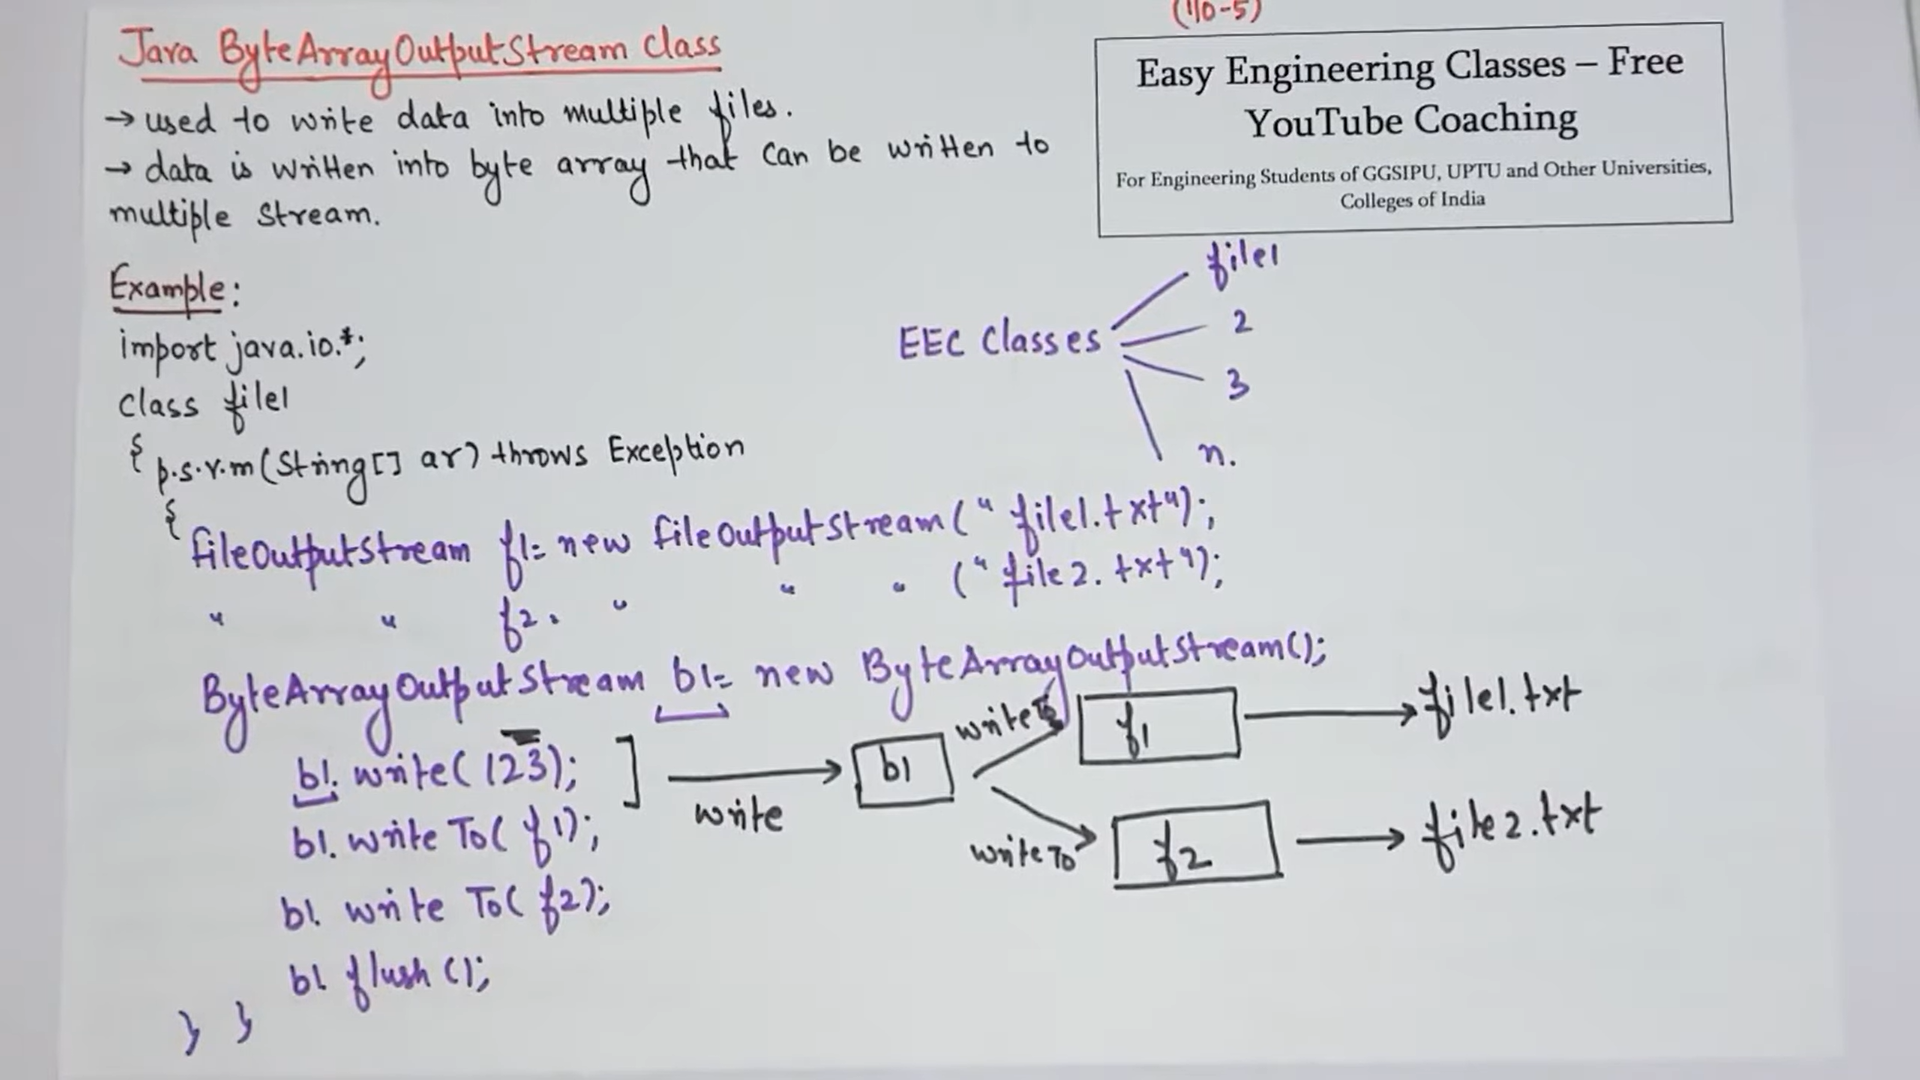 (I/O-5)
Java ByteArrayOutputStream Class
→ used to write data into multiple files.
→ data is written into byte array that can be written to
multiple stream.
Easy Engineering Classes – Free
YouTube Coaching
For Engineering Students of GGSIPU, UPTU and Other Universities,
Colleges of India
Example:
import java.io.*;
class file1
{ p.s.v.m(String[] ar) throws Exception
{
fileOutputStream f1= new fileOutputStream("file1.txt");
" " f2= " " " ("file2.txt");
ByteArrayOutputStream b1= new ByteArrayOutputStream();
b1. write(123);
b1. writeTo(f1);
b1. write To(f2);
b1 flush();
} }
EEC Classes
file1
2
3
n.
write
b1
writeTo
f1
file1.txt
writeTo
f2
file2.txt